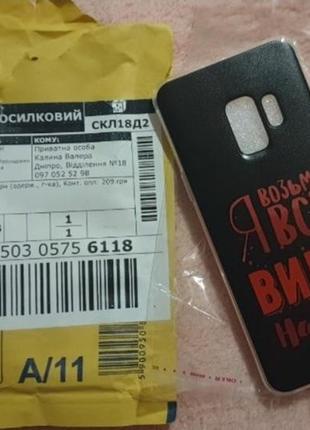 ОСИЛКОВИЙ
СКЛ18Д2
КОМУ:
Приватна особа
Калина Валера
Дніпро, Відділення №18
097 052 52 98
Конт. опл. 209 грн
1
1
503 0575 6118
A/11
ВОЗЬМ
Я ВС
ВИ
На